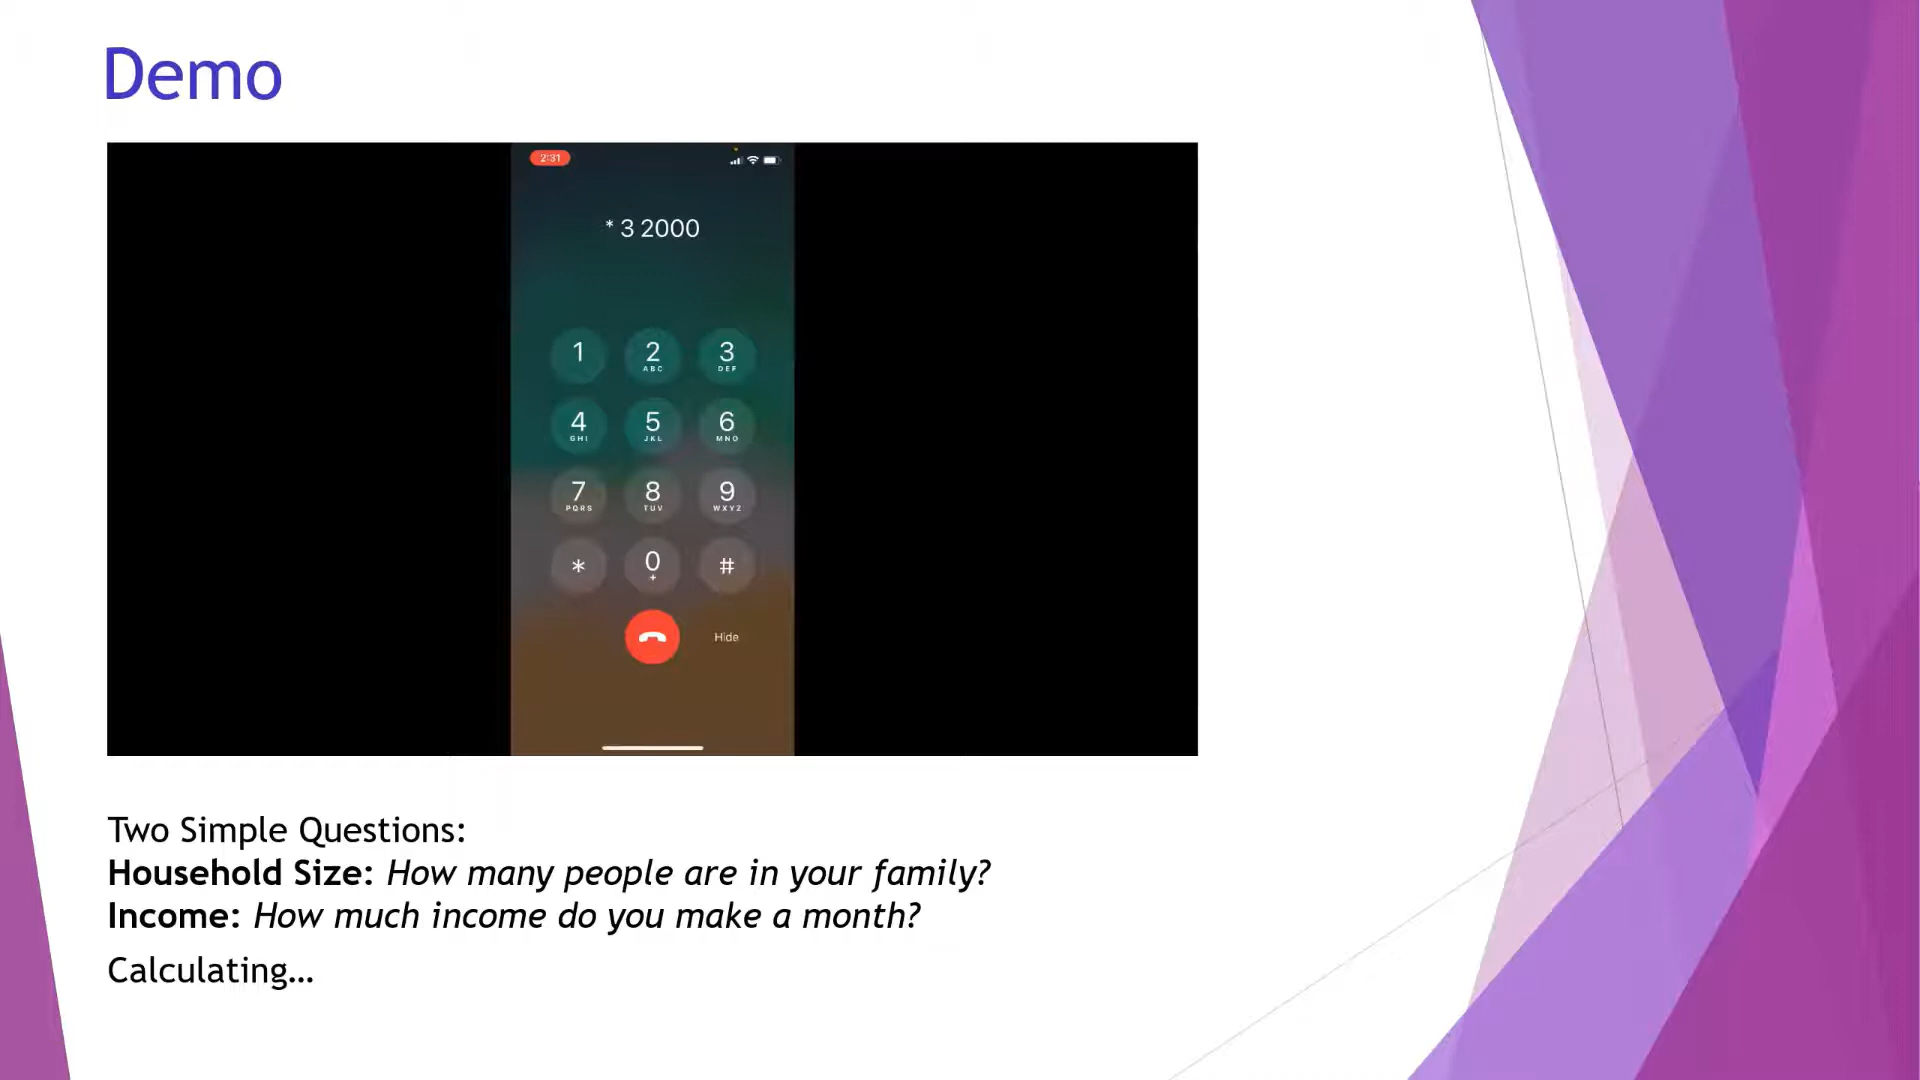 Demo
2:31
* 3 2000
1 2 3
ABC DEF
4 5 6
GHI JKL MNO
7 8 9
PQRS TUV WXYZ
* 0 #
+
Hide
Two Simple Questions:
Household Size: How many people are in your family?
Income: How much income do you make a month?
Calculating...